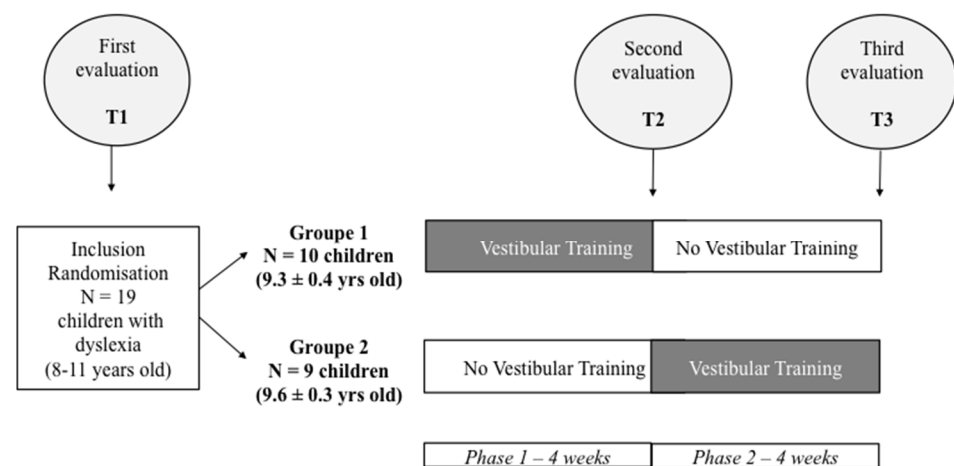 First
evaluation
T1
Second
evaluation
T2
Third
evaluation
T3
Inclusion
Randomisation
N = 19
children with
dyslexia
(8-11 years old)
Groupe 1
N = 10 children
(9.3 ± 0.4 yrs old)
Vestibular Training
No Vestibular Training
Groupe 2
N = 9 children
(9.6 ± 0.3 yrs old)
No Vestibular Training
Vestibular Training
Phase 1 – 4 weeks
Phase 2 – 4 weeks